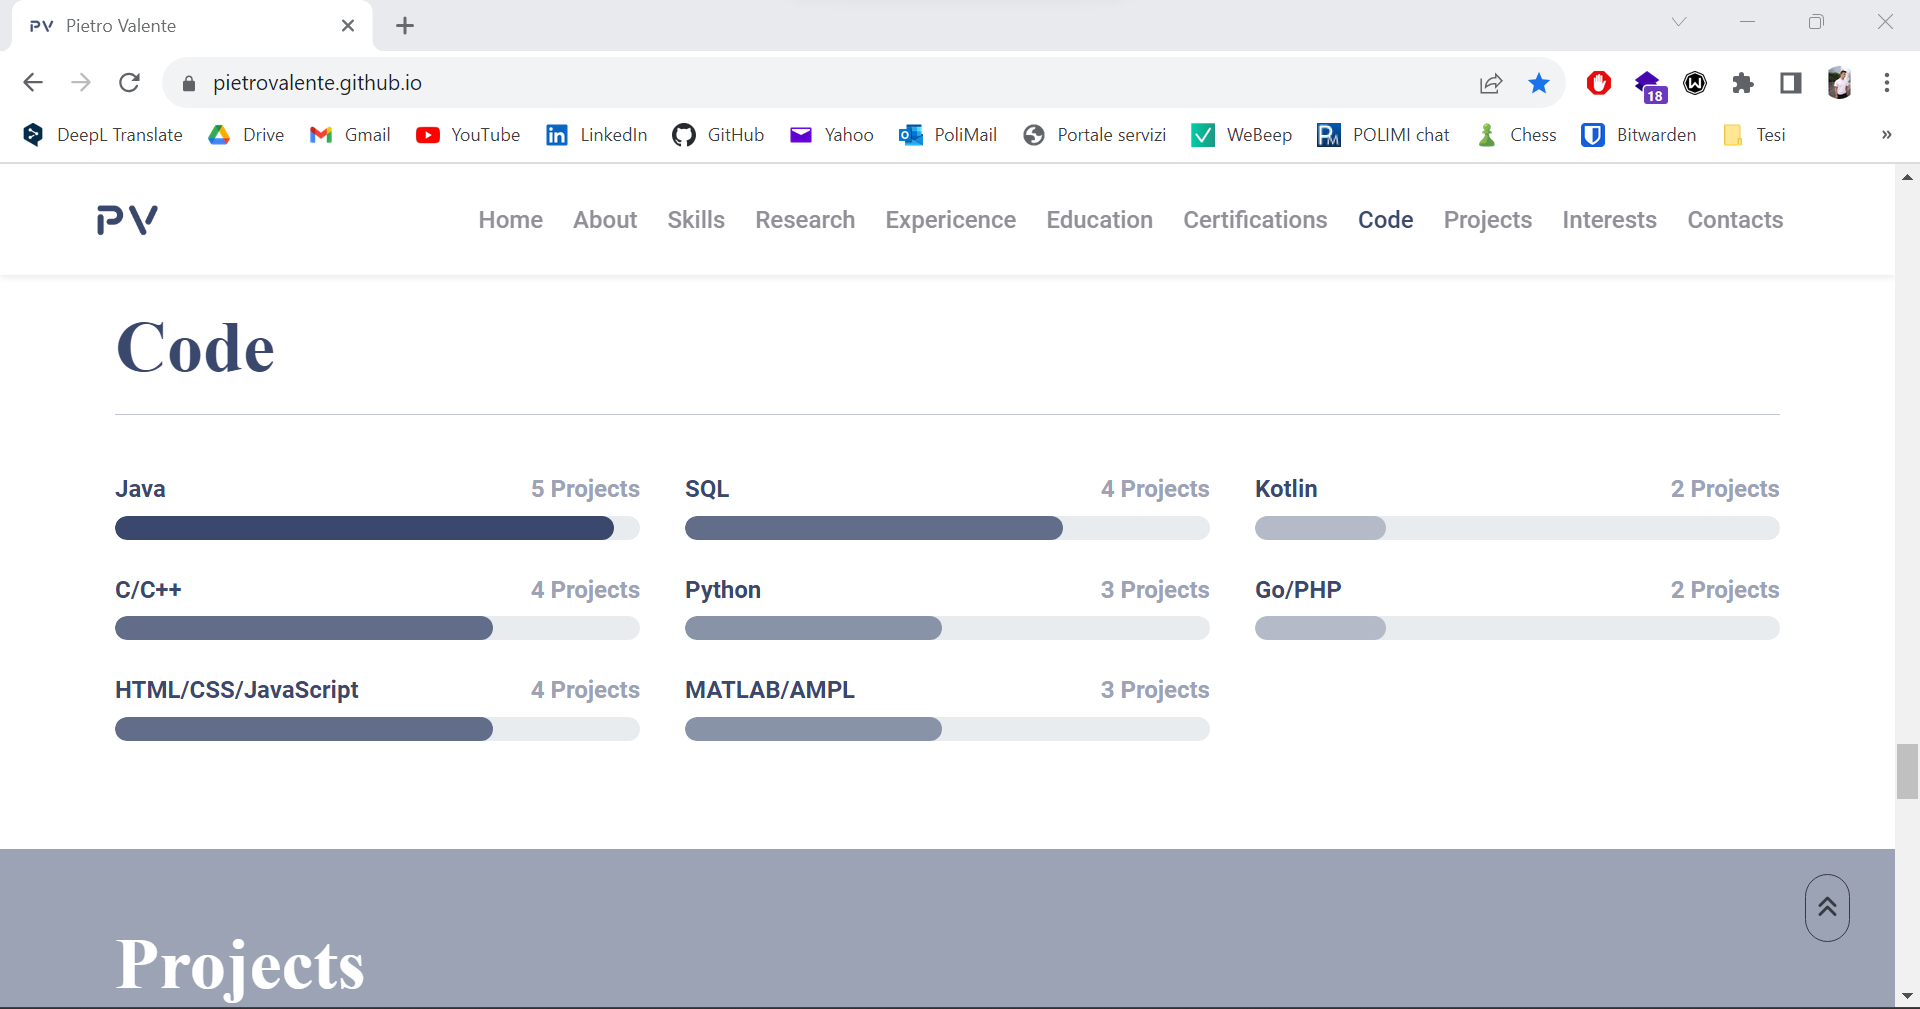 PV Pietro Valente
pietrovalente.github.io
18
DeepL Translate Drive Gmail YouTube LinkedIn GitHub Yahoo PoliMail Portale servizi WeBeep POLIMI chat Chess Bitwarden Tesi »
PV Home About Skills Research Expericence Education Certifications Code Projects Interests Contacts
Code
Java 5 Projects SQL 4 Projects Kotlin 2 Projects
C/C++ 4 Projects Python 3 Projects Go/PHP 2 Projects
HTML/CSS/JavaScript 4 Projects MATLAB/AMPL 3 Projects
Projects